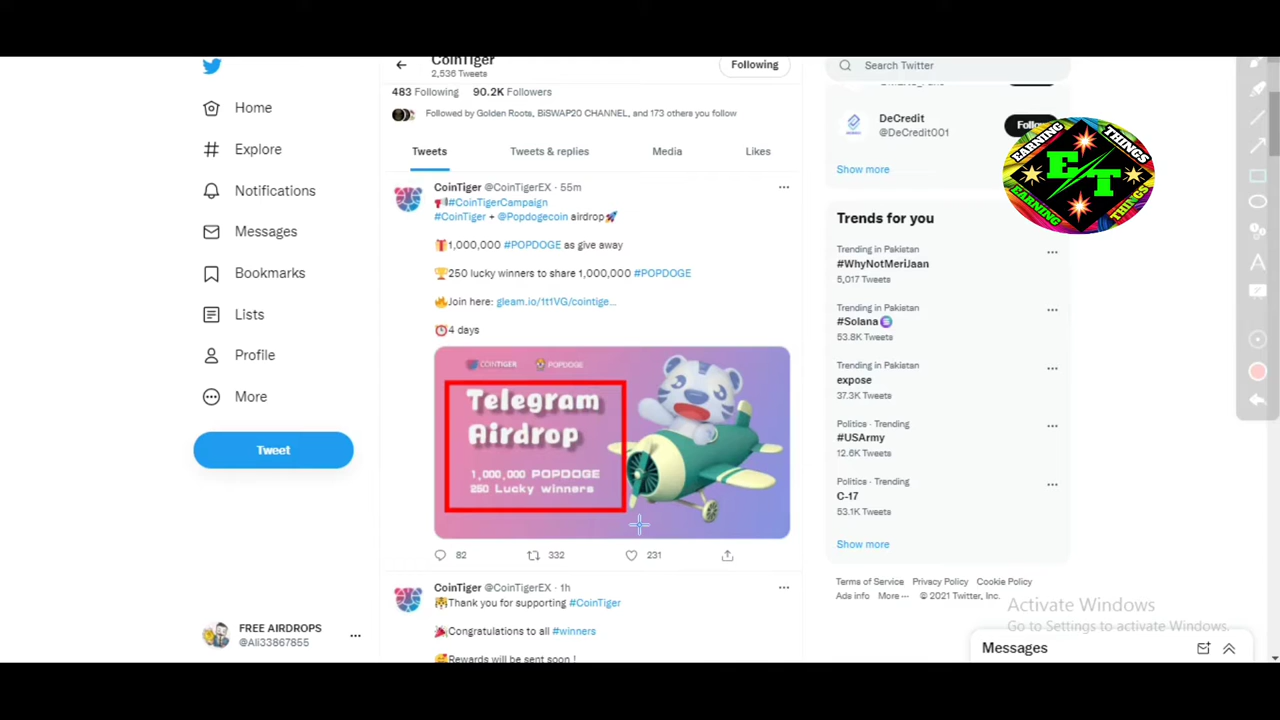 CoinTiger
2,536 Tweets
Following
483 Following 90.2K Followers
Followed by Golden Roots, BiSWAP20 CHANNEL, and 173 others you follow
Tweets Tweets & replies Media Likes
Home
Explore
Notifications
Messages
Bookmarks
Lists
Profile
More
Tweet
FREE AIRDROPS
@Ali33867855
CoinTiger @CoinTigerEX · 55m
#CoinTigerCampaign
#CoinTiger + @Popdogecoin airdrop
1,000,000 #POPDOGE as give away
250 lucky winners to share 1,000,000 #POPDOGE
Join here: gleam.io/1t1VG/cointige...
4 days
COINTIGER POPDOGE
Telegram
Airdrop
1,000,000 POPDOGE
250 Lucky winners
82 332 231
CoinTiger @CoinTigerEX · 1h
Thank you for supporting #CoinTiger
Congratulations to all #winners
Rewards will be sent soon !
Search Twitter
DeCredit
@DeCredit001
Show more
EARNING
THINGS
ET
EARNING
THINGS
Trends for you
Trending in Pakistan
#WhyNotMeriJaan
5,017 Tweets
Trending in Pakistan
#Solana
53.8K Tweets
Trending in Pakistan
expose
37.3K Tweets
Politics · Trending
#USArmy
12.6K Tweets
Politics · Trending
C-17
53.1K Tweets
Show more
Terms of Service Privacy Policy Cookie Policy
Ads info More ··· © 2021 Twitter, Inc.
Activate Windows
Go to Settings to activate Windows.
Messages